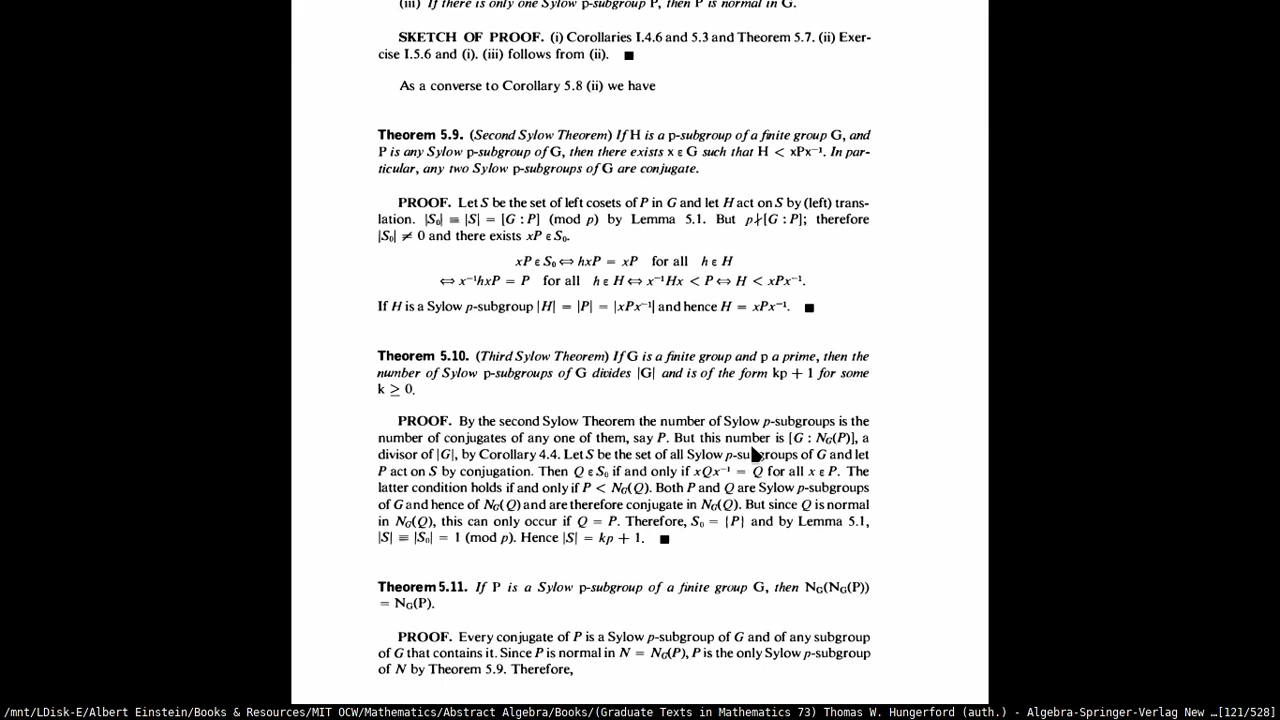 (iii) If there is only one Sylow p-subgroup P, then P is normal in G.
SKETCH OF PROOF. (i) Corollaries I.4.6 and 5.3 and Theorem 5.7. (ii) Exer-
cise I.5.6 and (i). (iii) follows from (ii). ■
As a converse to Corollary 5.8 (ii) we have
Theorem 5.9. (Second Sylow Theorem) If H is a p-subgroup of a finite group G, and
P is any Sylow p-subgroup of G, then there exists x ε G such that H < xPx⁻¹. In par-
ticular, any two Sylow p-subgroups of G are conjugate.
PROOF. Let S be the set of left cosets of P in G and let H act on S by (left) trans-
lation. |S₀| ≡ |S| = [G : P] (mod p) by Lemma 5.1. But p∤[G : P]; therefore
|S₀| ≠ 0 and there exists xP ε S₀.
xP ε S₀ ⇔ hxP = xP for all h ε H
⇔ x⁻¹hxP = P for all h ε H ⇔ x⁻¹Hx < P ⇔ H < xPx⁻¹.
If H is a Sylow p-subgroup |H| = |P| = |xPx⁻¹| and hence H = xPx⁻¹. ■
Theorem 5.10. (Third Sylow Theorem) If G is a finite group and p a prime, then the
number of Sylow p-subgroups of G divides |G| and is of the form kp + 1 for some
k ≥ 0.
PROOF. By the second Sylow Theorem the number of Sylow p-subgroups is the
number of conjugates of any one of them, say P. But this number is [G : N_G(P)], a
divisor of |G|, by Corollary 4.4. Let S be the set of all Sylow p-subgroups of G and let
P act on S by conjugation. Then Q ε S₀ if and only if xQx⁻¹ = Q for all x ε P. The
latter condition holds if and only if P < N_G(Q). Both P and Q are Sylow p-subgroups
of G and hence of N_G(Q) and are therefore conjugate in N_G(Q). But since Q is normal
in N_G(Q), this can only occur if Q = P. Therefore, S₀ = {P} and by Lemma 5.1,
|S| ≡ |S₀| = 1 (mod p). Hence |S| = kp + 1. ■
Theorem 5.11. If P is a Sylow p-subgroup of a finite group G, then N_G(N_G(P))
= N_G(P).
PROOF. Every conjugate of P is a Sylow p-subgroup of G and of any subgroup
of G that contains it. Since P is normal in N = N_G(P), P is the only Sylow p-subgroup
of N by Theorem 5.9. Therefore,
/mnt/LDisk-E/Albert Einstein/Books & Resources/MIT OCW/Mathematics/Abstract Algebra/Books/(Graduate Texts in Mathematics 73) Thomas W. Hungerford (auth.) - Algebra-Springer-Verlag New …[121/528]